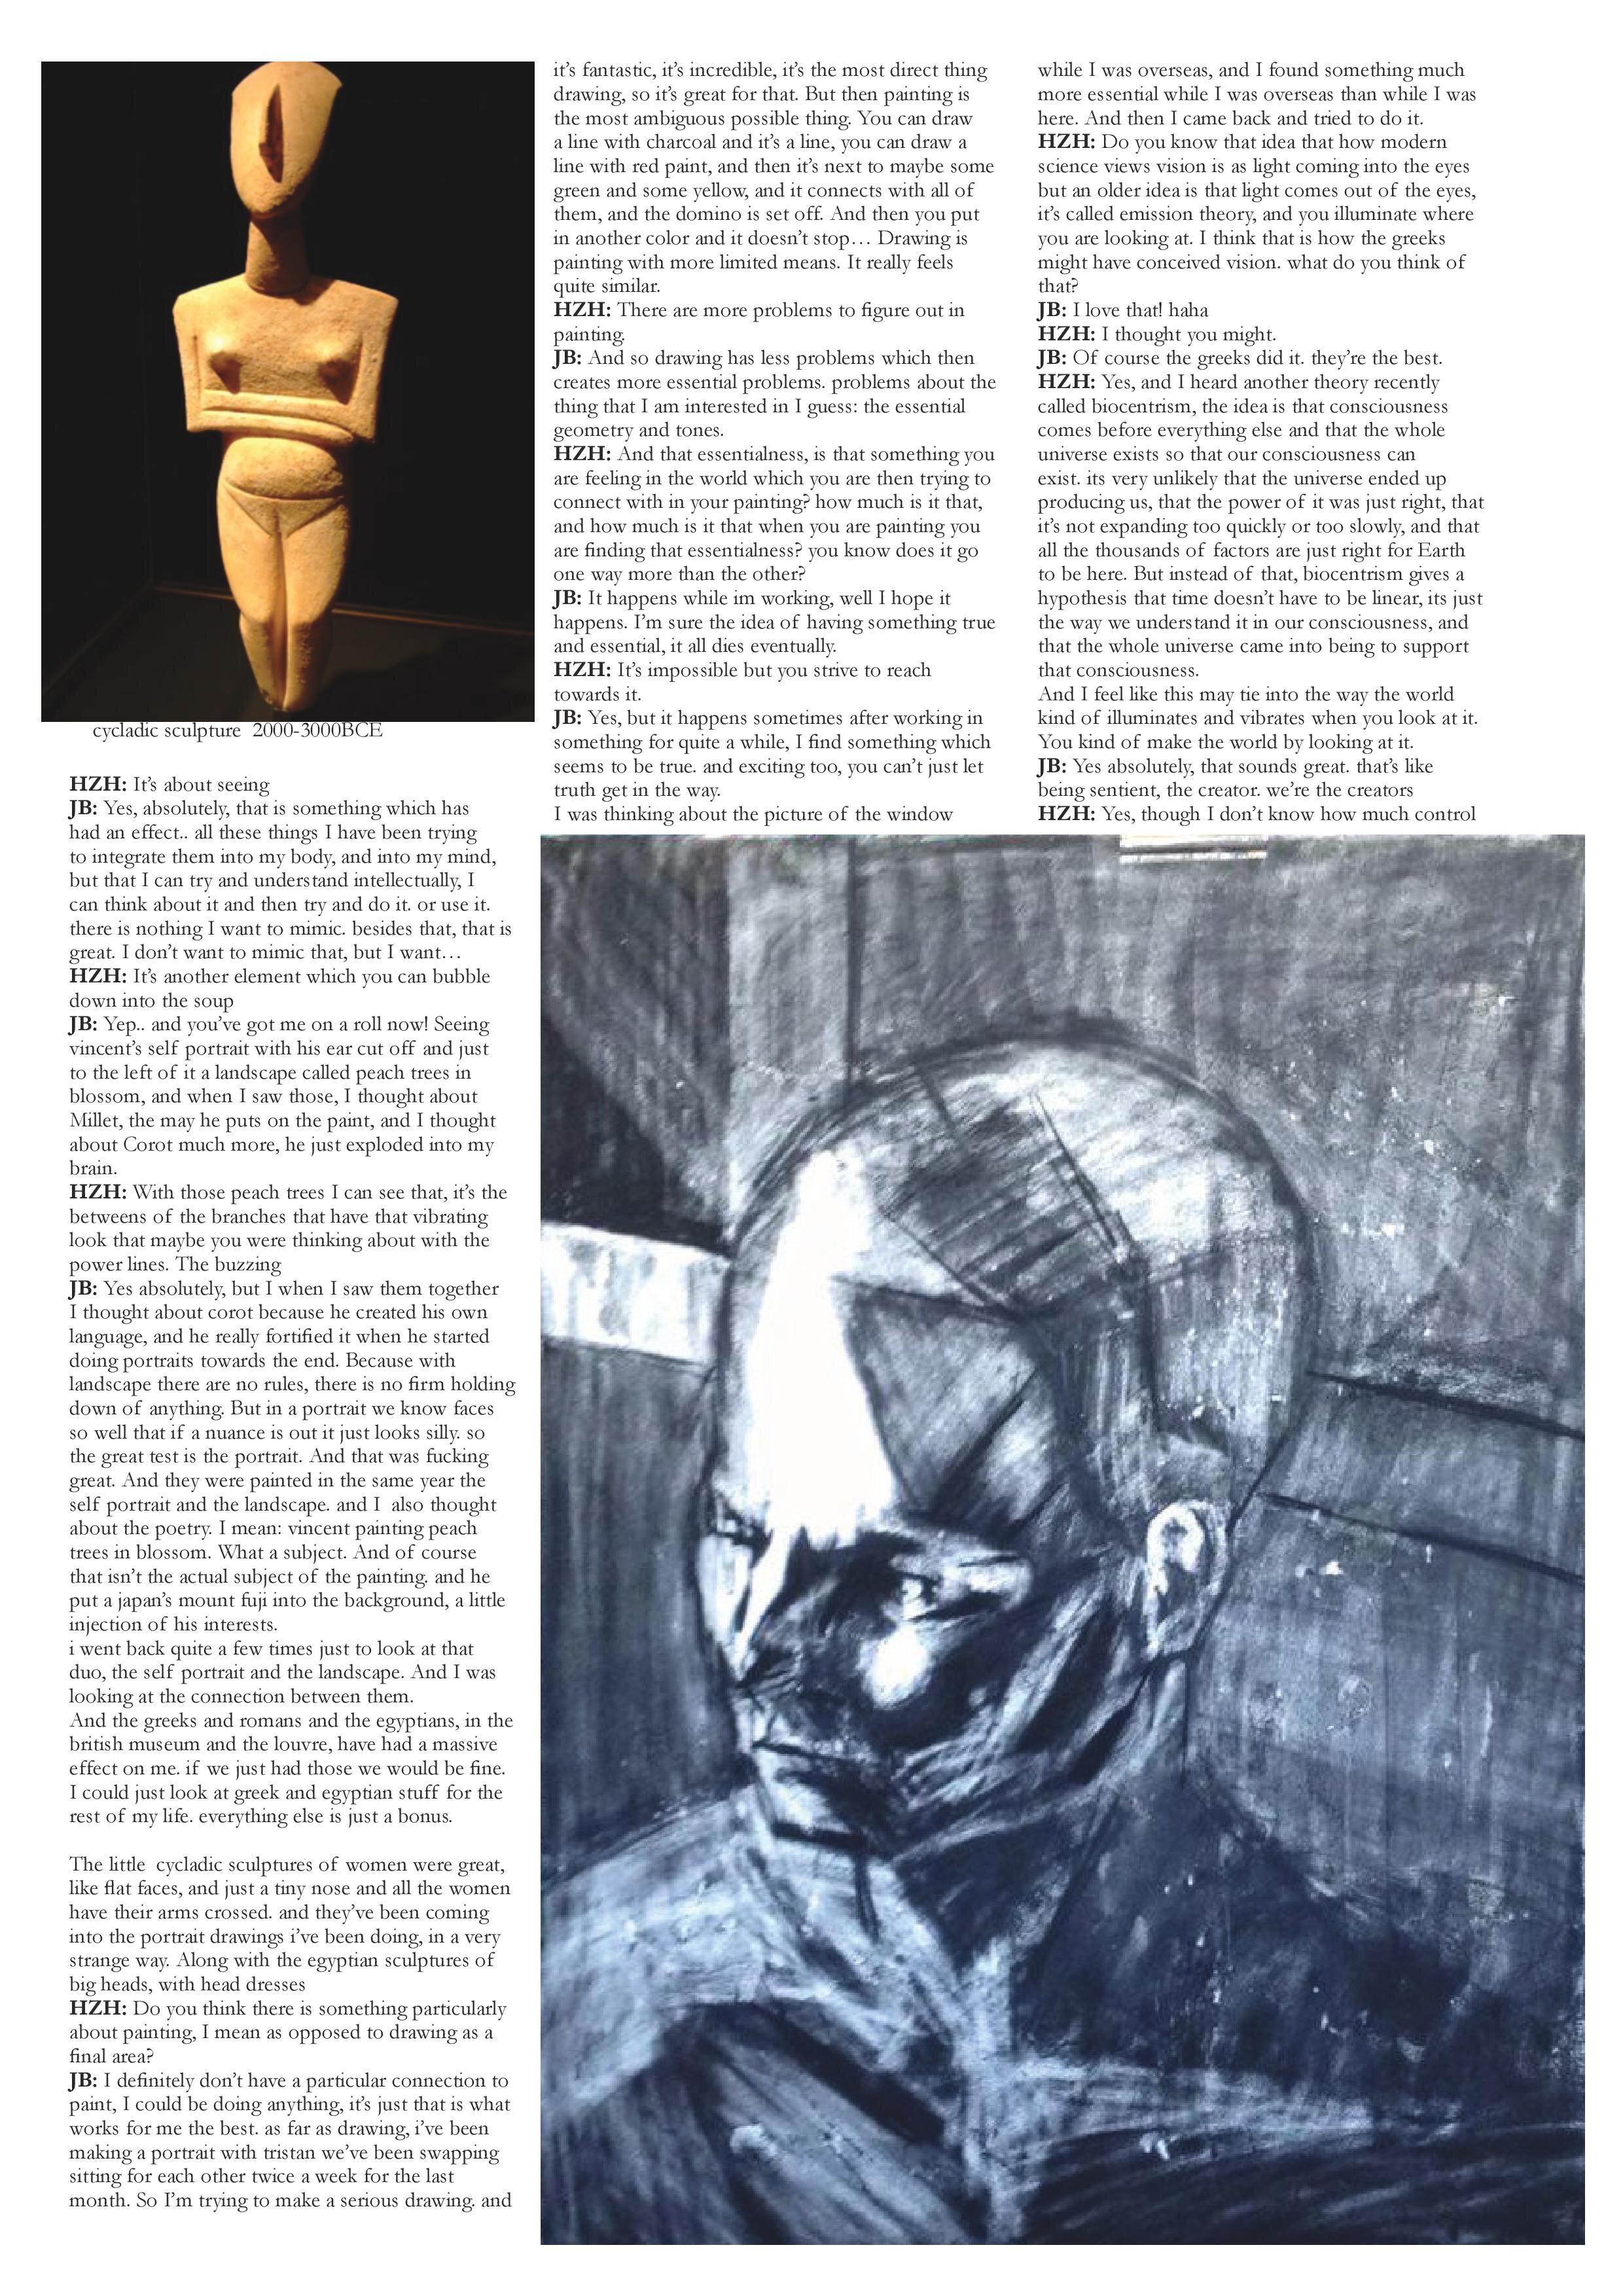 cycladic sculpture  2000-3000BCE
HZH: It’s about seeing
JB: Yes, absolutely, that is something which has
had an effect.. all these things I have been trying
to integrate them into my body, and into my mind,
but that I can try and understand intellectually, I
can think about it and then try and do it. or use it.
there is nothing I want to mimic. besides that, that is
great. I don’t want to mimic that, but I want…
HZH: It’s another element which you can bubble
down into the soup
JB: Yep.. and you’ve got me on a roll now! Seeing
vincent’s self portrait with his ear cut off and just
to the left of it a landscape called peach trees in
blossom, and when I saw those, I thought about
Millet, the may he puts on the paint, and I thought
about Corot much more, he just exploded into my
brain.
HZH: With those peach trees I can see that, it’s the
betweens of the branches that have that vibrating
look that maybe you were thinking about with the
power lines. The buzzing
JB: Yes absolutely, but I when I saw them together
I thought about corot because he created his own
language, and he really fortified it when he started
doing portraits towards the end. Because with
landscape there are no rules, there is no firm holding
down of anything. But in a portrait we know faces
so well that if a nuance is out it just looks silly. so
the great test is the portrait. And that was fucking
great. And they were painted in the same year the
self portrait and the landscape. and I  also thought
about the poetry. I mean: vincent painting peach
trees in blossom. What a subject. And of course
that isn’t the actual subject of the painting. and he
put a japan’s mount fuji into the background, a little
injection of his interests.
i went back quite a few times just to look at that
duo, the self portrait and the landscape. And I was
looking at the connection between them.
And the greeks and romans and the egyptians, in the
british museum and the louvre, have had a massive
effect on me. if we just had those we would be fine.
I could just look at greek and egyptian stuff for the
rest of my life. everything else is just a bonus.
The little  cycladic sculptures of women were great,
like flat faces, and just a tiny nose and all the women
have their arms crossed. and they’ve been coming
into the portrait drawings i’ve been doing, in a very
strange way. Along with the egyptian sculptures of
big heads, with head dresses
HZH: Do you think there is something particularly
about painting, I mean as opposed to drawing as a
final area?
JB: I definitely don’t have a particular connection to
paint, I could be doing anything, it’s just that is what
works for me the best. as far as drawing, i’ve been
making a portrait with tristan we’ve been swapping
sitting for each other twice a week for the last
month. So I’m trying to make a serious drawing. and
it’s fantastic, it’s incredible, it’s the most direct thing
drawing, so it’s great for that. But then painting is
the most ambiguous possible thing. You can draw
a line with charcoal and it’s a line, you can draw a
line with red paint, and then it’s next to maybe some
green and some yellow, and it connects with all of
them, and the domino is set off. And then you put
in another color and it doesn’t stop… Drawing is
painting with more limited means. It really feels
quite similar.
HZH: There are more problems to figure out in
painting.
JB: And so drawing has less problems which then
creates more essential problems. problems about the
thing that I am interested in I guess: the essential
geometry and tones.
HZH: And that essentialness, is that something you
are feeling in the world which you are then trying to
connect with in your painting? how much is it that,
and how much is it that when you are painting you
are finding that essentialness? you know does it go
one way more than the other?
JB: It happens while im working, well I hope it
happens. I’m sure the idea of having something true
and essential, it all dies eventually.
HZH: It’s impossible but you strive to reach
towards it.
JB: Yes, but it happens sometimes after working in
something for quite a while, I find something which
seems to be true. and exciting too, you can’t just let
truth get in the way.
I was thinking about the picture of the window
while I was overseas, and I found something much
more essential while I was overseas than while I was
here. And then I came back and tried to do it.
HZH: Do you know that idea that how modern
science views vision is as light coming into the eyes
but an older idea is that light comes out of the eyes,
it’s called emission theory, and you illuminate where
you are looking at. I think that is how the greeks
might have conceived vision. what do you think of
that?
JB: I love that! haha
HZH: I thought you might.
JB: Of course the greeks did it. they’re the best.
HZH: Yes, and I heard another theory recently
called biocentrism, the idea is that consciousness
comes before everything else and that the whole
universe exists so that our consciousness can
exist. its very unlikely that the universe ended up
producing us, that the power of it was just right, that
it’s not expanding too quickly or too slowly, and that
all the thousands of factors are just right for Earth
to be here. But instead of that, biocentrism gives a
hypothesis that time doesn’t have to be linear, its just
the way we understand it in our consciousness, and
that the whole universe came into being to support
that consciousness.
And I feel like this may tie into the way the world
kind of illuminates and vibrates when you look at it.
You kind of make the world by looking at it.
JB: Yes absolutely, that sounds great. that’s like
being sentient, the creator. we’re the creators
HZH: Yes, though I don’t know how much control